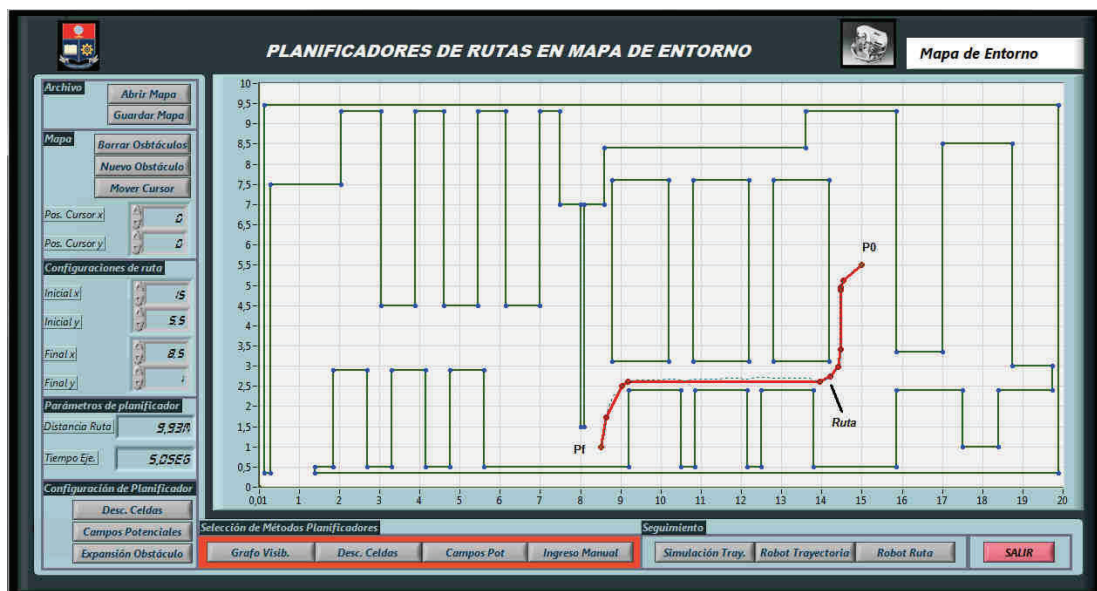 PLANIFICADORES DE RUTAS EN MAPA DE ENTORNO
Mapa de Entorno
Archivo
Abrir Mapa
Guardar Mapa
Mapa
Borrar Osbtáculos
Nuevo Obstáculo
Mover Cursor
Pos. Cursor x 0
Pos. Cursor y 0
Configuraciones de ruta
Inicial x 15
Inicial y 5.5
Final x 8.5
Final y
Parámetros de planificador
Distancia Ruta 9,93M
Tiempo Eje. 5,0SEG
Configuración de Planificador
Desc. Celdas
Campos Potenciales
Expansión Obstáculo
10
9,5
9
8,5
8
7,5
7
6,5
6
5,5
5
4,5
4
3,5
3
2,5
2
1,5
1
0,5
0
0,01 1 2 3 4 5 6 7 8 9 10 11 12 13 14 15 16 17 18 19 20
P0
Ruta
Pf
Selección de Métodos Planificadores
Grafo Visib. Desc. Celdas Campos Pot Ingreso Manual
Seguimiento
Simulación Tray. Robot Trayectoria Robot Ruta
SALIR